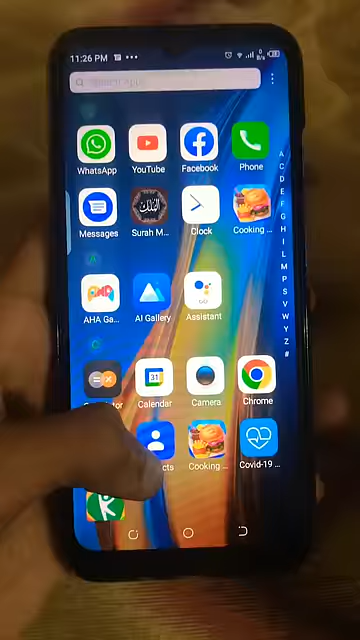 11:26 PM
Search Apps
WhatsApp YouTube Facebook Phone
Messages Surah M... Clock Cooking ...
A
AHA Ga... AI Gallery Assistant
C
31
Calendar Camera Chrome
Cooking ... Covid-19 ...
A
C
D
E
F
G
H
I
L
M
P
S
V
W
Y
Z
#